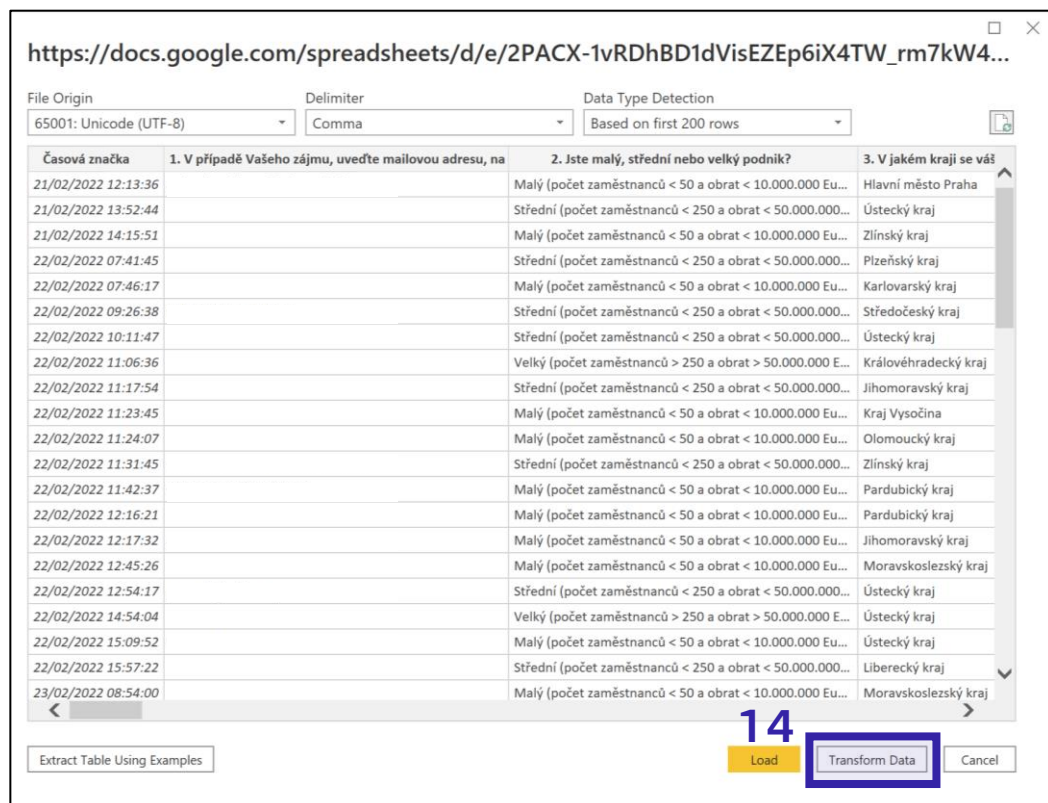 https://docs.google.com/spreadsheets/d/e/2PACX-1vRDhBD1dVisEZEp6iX4TW_rm7kW4...
File Origin Delimiter Data Type Detection
65001: Unicode (UTF-8) Comma Based on first 200 rows
Časová značka 1. V případě Vašeho zájmu, uveďte mailovou adresu, na 2. Jste malý, střední nebo velký podnik? 3. V jakém kraji se váš
21/02/2022 12:13:36 Malý (počet zaměstnanců < 50 a obrat < 10.000.000 Eu... Hlavní město Praha
21/02/2022 13:52:44 Střední (počet zaměstnanců < 250 a obrat < 50.000.000... Ústecký kraj
21/02/2022 14:15:51 Malý (počet zaměstnanců < 50 a obrat < 10.000.000 Eu... Zlínský kraj
22/02/2022 07:41:45 Střední (počet zaměstnanců < 250 a obrat < 50.000.000... Plzeňský kraj
22/02/2022 07:46:17 Malý (počet zaměstnanců < 50 a obrat < 10.000.000 Eu... Karlovarský kraj
22/02/2022 09:26:38 Střední (počet zaměstnanců < 250 a obrat < 50.000.000... Středočeský kraj
22/02/2022 10:11:47 Střední (počet zaměstnanců < 250 a obrat < 50.000.000... Ústecký kraj
22/02/2022 11:06:36 Velký (počet zaměstnanců > 250 a obrat > 50.000.000 E... Královéhradecký kraj
22/02/2022 11:17:54 Střední (počet zaměstnanců < 250 a obrat < 50.000.000... Jihomoravský kraj
22/02/2022 11:23:45 Malý (počet zaměstnanců < 50 a obrat < 10.000.000 Eu... Kraj Vysočina
22/02/2022 11:24:07 Malý (počet zaměstnanců < 50 a obrat < 10.000.000 Eu... Olomoucký kraj
22/02/2022 11:31:45 Střední (počet zaměstnanců < 250 a obrat < 50.000.000... Zlínský kraj
22/02/2022 11:42:37 Malý (počet zaměstnanců < 50 a obrat < 10.000.000 Eu... Pardubický kraj
22/02/2022 12:16:21 Malý (počet zaměstnanců < 50 a obrat < 10.000.000 Eu... Pardubický kraj
22/02/2022 12:17:32 Malý (počet zaměstnanců < 50 a obrat < 10.000.000 Eu... Jihomoravský kraj
22/02/2022 12:45:26 Malý (počet zaměstnanců < 50 a obrat < 10.000.000 Eu... Moravskoslezský kraj
22/02/2022 12:54:17 Střední (počet zaměstnanců < 250 a obrat < 50.000.000... Ústecký kraj
22/02/2022 14:54:04 Velký (počet zaměstnanců > 250 a obrat > 50.000.000 E... Ústecký kraj
22/02/2022 15:09:52 Malý (počet zaměstnanců < 50 a obrat < 10.000.000 Eu... Ústecký kraj
22/02/2022 15:57:22 Střední (počet zaměstnanců < 250 a obrat < 50.000.000... Liberecký kraj
23/02/2022 08:54:00 Malý (počet zaměstnanců < 50 a obrat < 10.000.000 Eu... Moravskoslezský kraj
14
Extract Table Using Examples Load Transform Data Cancel